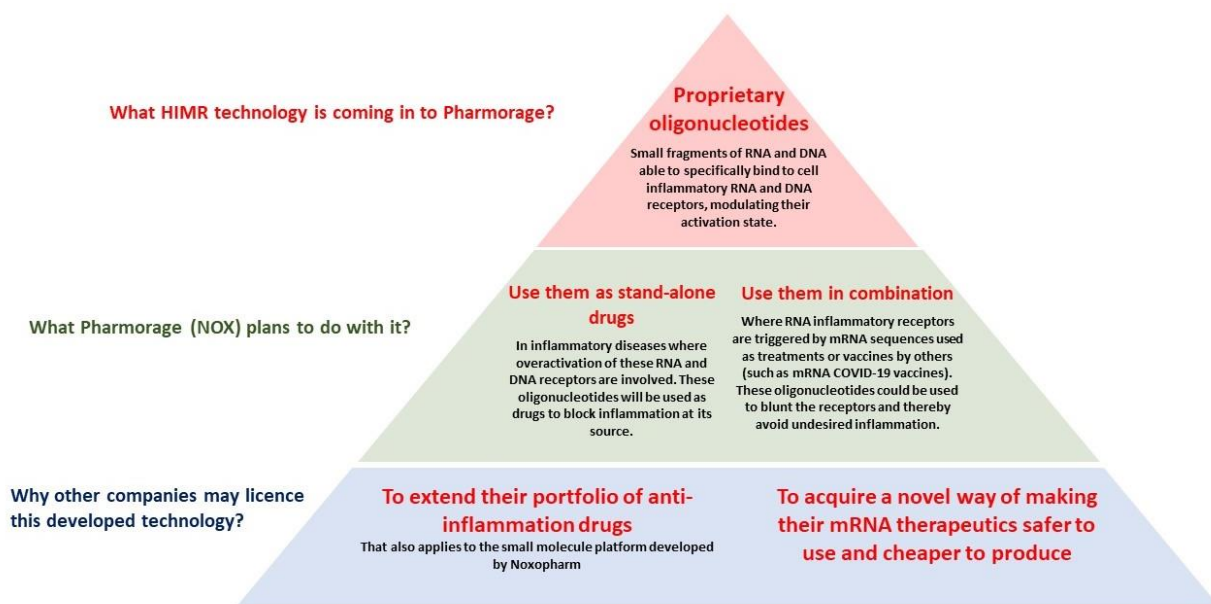 What HIMR technology is coming in to Pharmorage?
Proprietary
oligonucleotides
Small fragments of RNA and DNA
able to specifically bind to cell
inflammatory RNA and DNA
receptors, modulating their
activation state.
What Pharmorage (NOX) plans to do with it?
Use them as stand-alone
drugs
In inflammatory diseases where
overactivation of these RNA and
DNA receptors are involved. These
oligonucleotides will be used as
drugs to block inflammation at its
source.
Use them in combination
Where RNA inflammatory receptors
are triggered by mRNA sequences used
as treatments or vaccines by others
(such as mRNA COVID-19 vaccines).
These oligonucleotides could be used
to blunt the receptors and thereby
avoid undesired inflammation.
Why other companies may licence
this developed technology?
To extend their portfolio of anti-
inflammation drugs
That also applies to the small molecule platform developed
by Noxopharm
To acquire a novel way of making
their mRNA therapeutics safer to
use and cheaper to produce